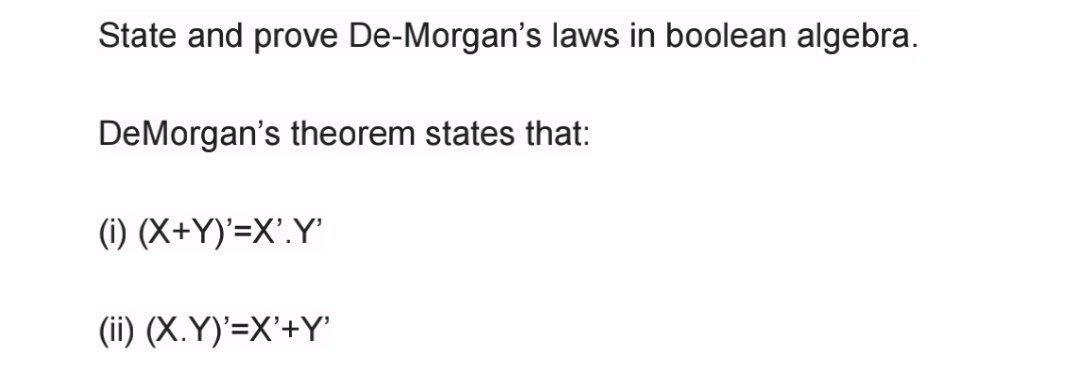 State and prove De-Morgan’s laws in boolean algebra.
DeMorgan’s theorem states that:
(i) (X+Y)’=X’.Y’
(ii) (X.Y)’=X’+Y’